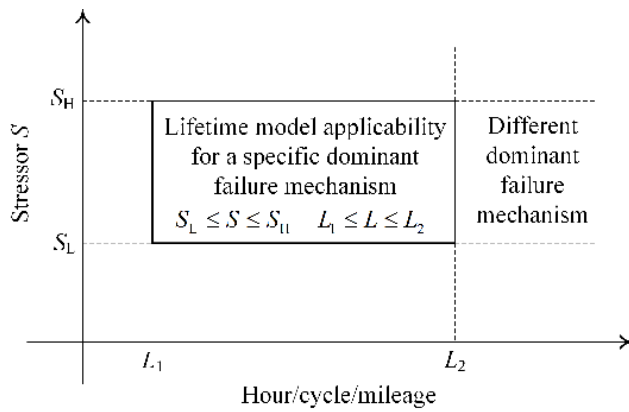 S_H
Lifetime model applicability
for a specific dominant
failure mechanism
S_L ≤ S ≤ S_H L_1 ≤ L ≤ L_2
Different
dominant
failure
mechanism
Stressor S
S_L
L_1
L_2
Hour/cycle/mileage